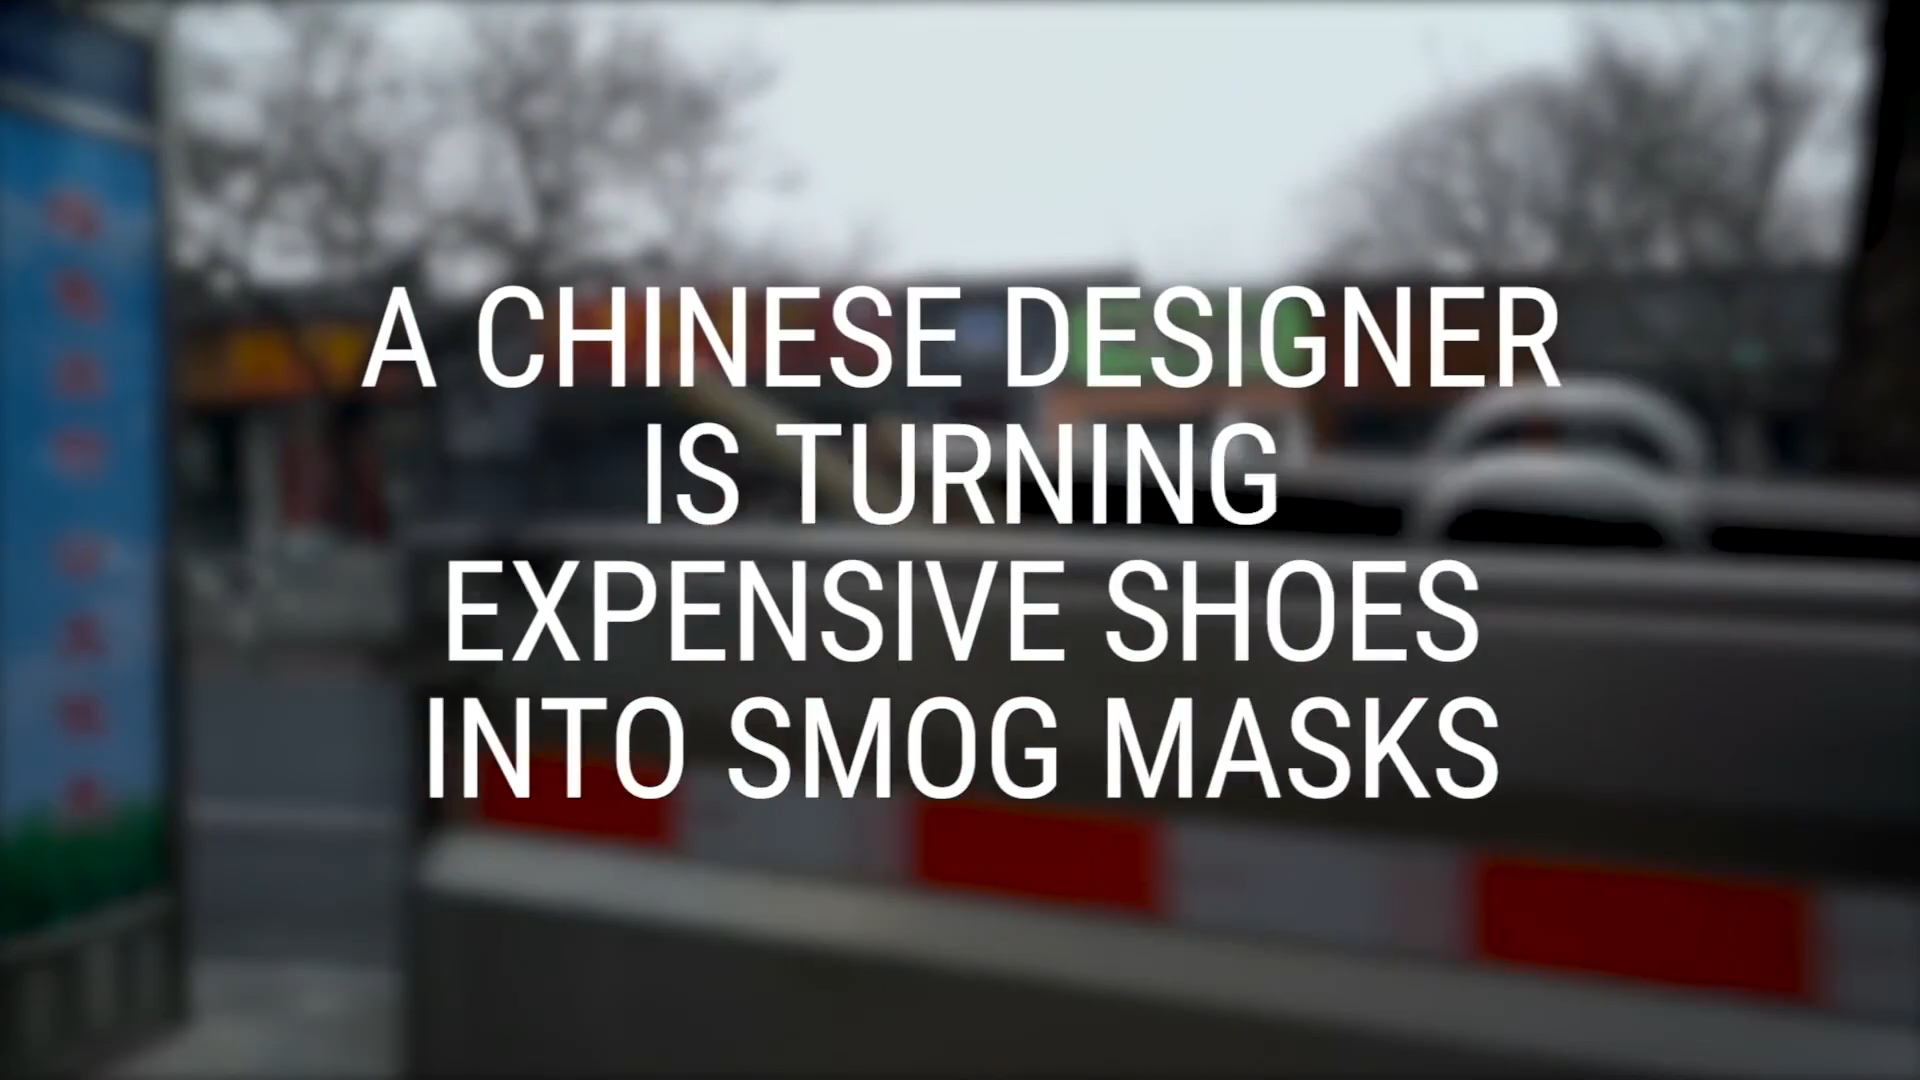 A CHINESE DESIGNER
IS TURNING
EXPENSIVE SHOES
INTO SMOG MASKS